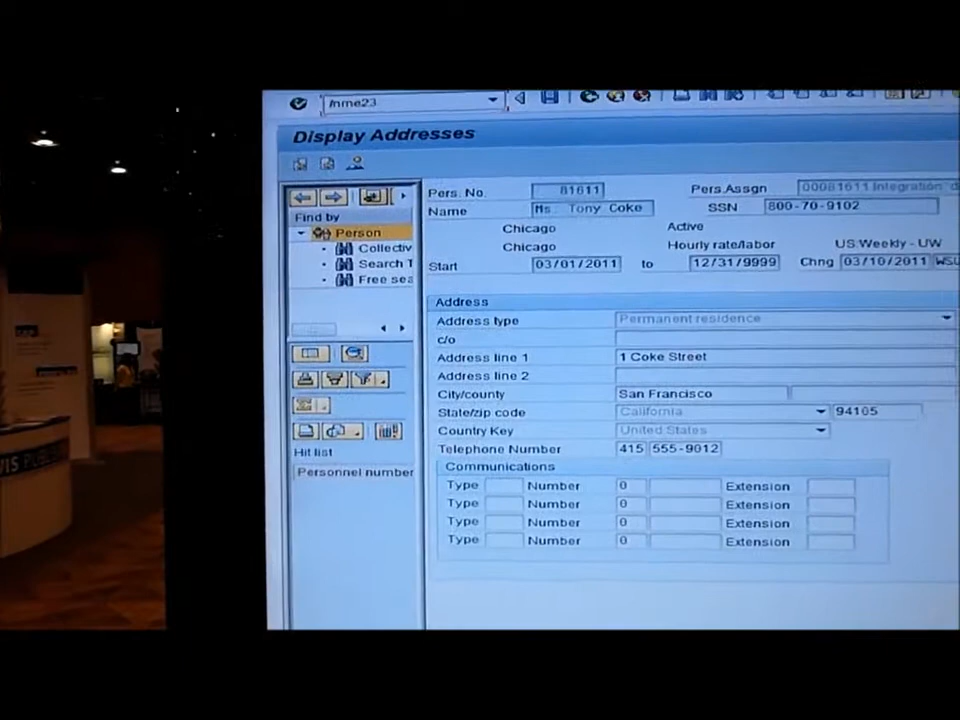 /nme23
Display Addresses
Pers. No. 81611 Pers.Assgn 00081611 Integration d
Name Ms. Tony Coke SSN 800-70-9102
Chicago Active
Chicago Hourly rate/labor US:Weekly - UW
Start 03/01/2011 to 12/31/9999 Chng 03/10/2011 WSU
Find by
Person
Collectiv
Search T
Free sea
Hit list
Personnel number
Address
Address type Permanent residence
c/o
Address line 1 1 Coke Street
Address line 2
City/county San Francisco
State/zip code California 94105
Country Key United States
Telephone Number 415 555-9012
Communications
Type Number 0 Extension
Type Number 0 Extension
Type Number 0 Extension
Type Number 0 Extension